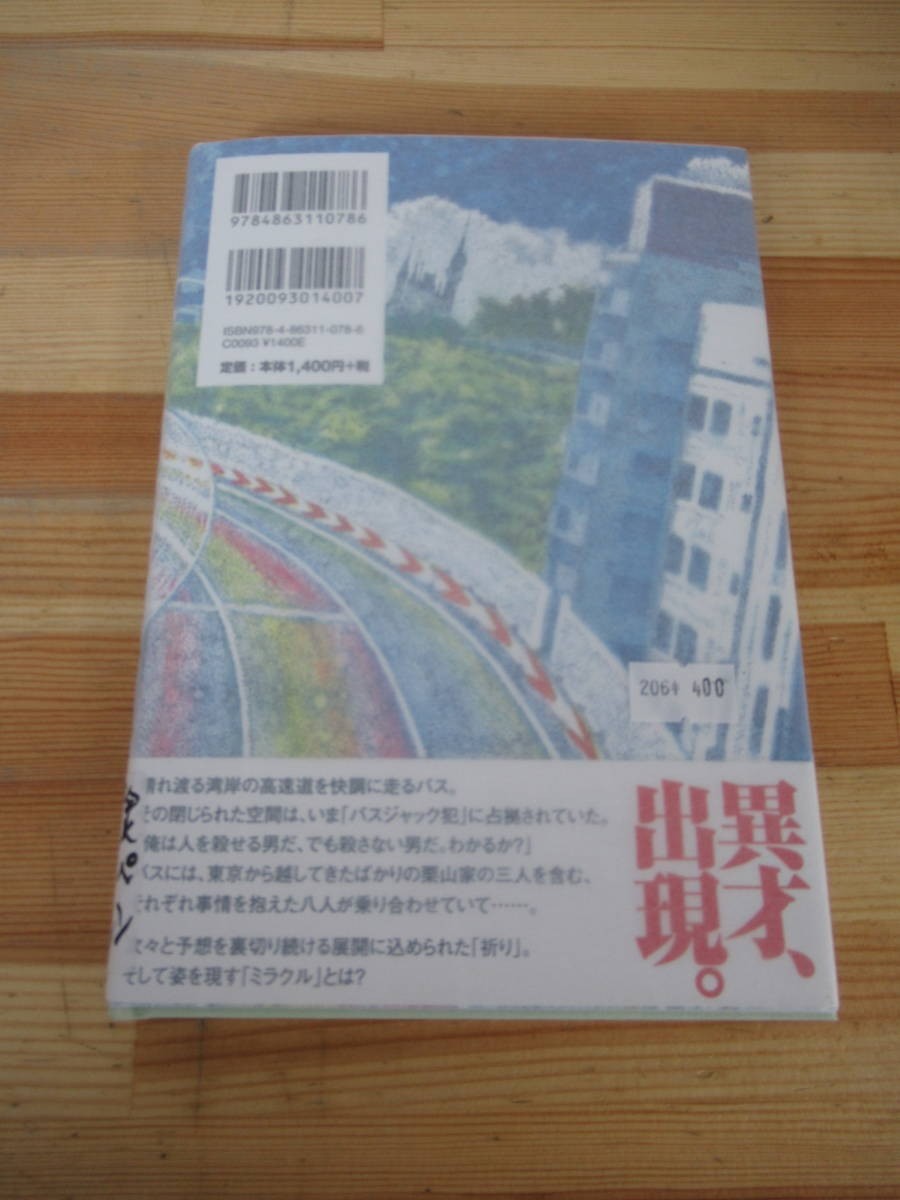 9784863110786
1920093014007
ISBN978-4-86311-078-6
C0093 ¥1400E
定価：本体1,400円+税
206ｷ 400
晴れ渡る湾岸の高速道を快調に走るバス。
その閉じられた空間は、いま「バスジャック犯」に占拠されていた。
俺は人を殺せる男だ、でも殺さない男だ。わかるか?」
バスには、東京から越してきたばかりの栗山家の三人を含む、
それぞれ事情を抱えた八人が乗り合わせていて……。
次々と予想を裏切り続ける展開に込められた「祈り」。
そして姿を現す「ミラクル」とは?
異才、
出現。